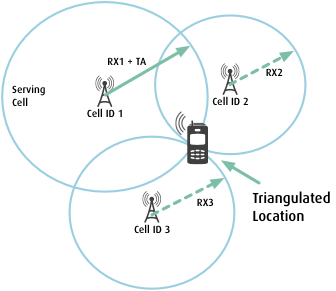 RX1 + TA
RX2
Serving
Cell
Cell ID 1
Cell ID 2
Triangulated
Location
RX3
Cell ID 3